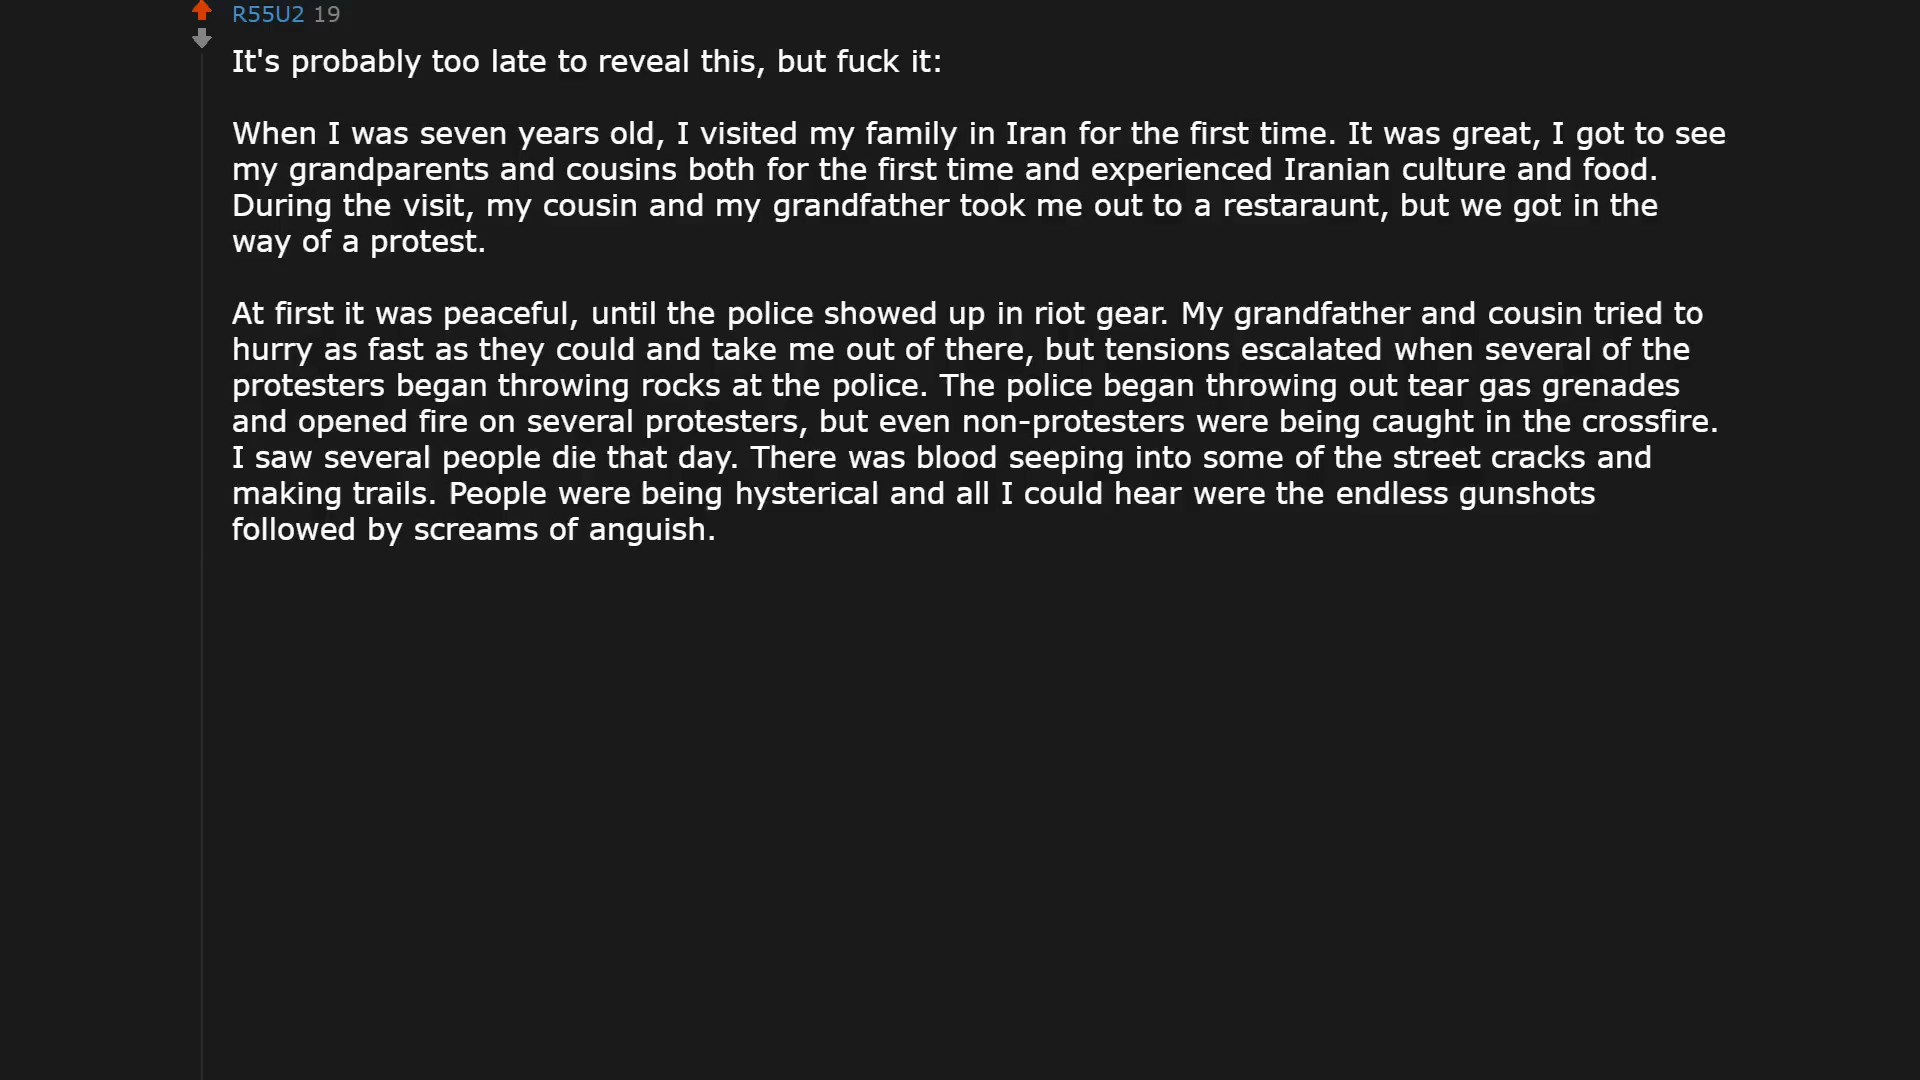 R55U2 19
It's probably too late to reveal this, but fuck it:
When I was seven years old, I visited my family in Iran for the first time. It was great, I got to see
my grandparents and cousins both for the first time and experienced Iranian culture and food.
During the visit, my cousin and my grandfather took me out to a restaraunt, but we got in the
way of a protest.
At first it was peaceful, until the police showed up in riot gear. My grandfather and cousin tried to
hurry as fast as they could and take me out of there, but tensions escalated when several of the
protesters began throwing rocks at the police. The police began throwing out tear gas grenades
and opened fire on several protesters, but even non-protesters were being caught in the crossfire.
I saw several people die that day. There was blood seeping into some of the street cracks and
making trails. People were being hysterical and all I could hear were the endless gunshots
followed by screams of anguish.